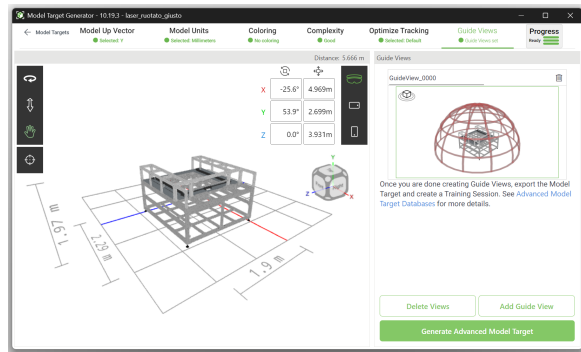 Model Target Generator - 10.19.3 - laser_ruotato_giusto
Model Targets
Model Up Vector
Selected: Y
Model Units
Selected: Millimeters
Coloring
No coloring
Complexity
Good
Optimize Tracking
Selected: Default
Guide Views
Guide Views set
Progress
Ready
Distance: 5.666 m
Guide Views
X -25.6° 4.969m
Y 53.9° 2.699m
Z 0.0° 3.931m
Y
Z
X
Right
1.97 m
2.29 m
1.9 m
GuideView_0000
Once you are done creating Guide Views, export the Model
Target and create a Training Session. See Advanced Model
Target Databases for more details.
Delete Views
Add Guide View
Generate Advanced Model Target